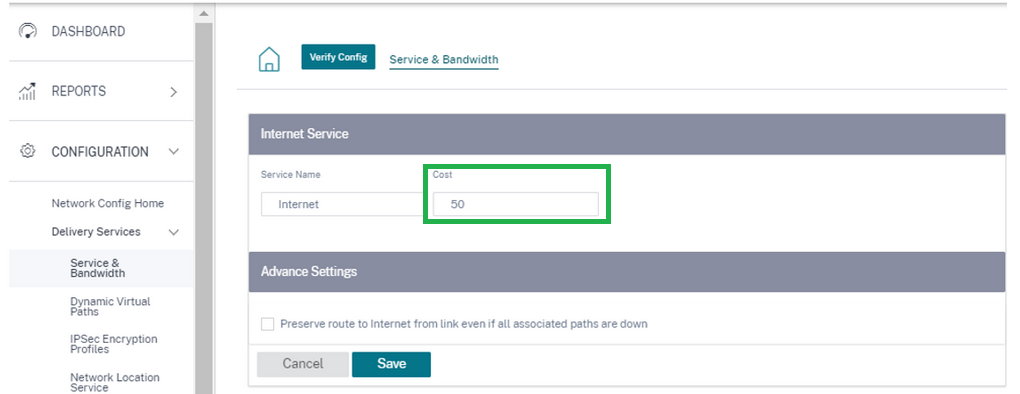 DASHBOARD
REPORTS
CONFIGURATION
Network Config Home
Delivery Services
Service &
Bandwidth
Dynamic Virtual
Paths
IPSec Encryption
Profiles
Network Location
Service
Verify Config
Service & Bandwidth
Internet Service
Service Name
Cost
Internet
50
Advance Settings
Preserve route to Internet from link even if all associated paths are down
Cancel
Save